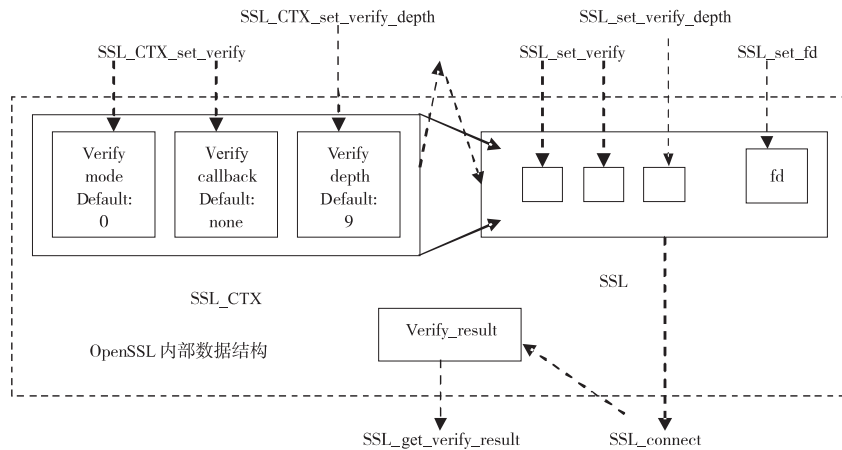 SSL_CTX_set_verify_depth
SSL_set_verify_depth
SSL_CTX_set_verify
SSL_set_verify
SSL_set_fd
Verify
mode
Default:
0
Verify
callback
Default:
none
Verify
depth
Default:
9
fd
SSL_CTX
SSL
Verify_result
OpenSSL 内部数据结构
SSL_get_verify_result
SSL_connect